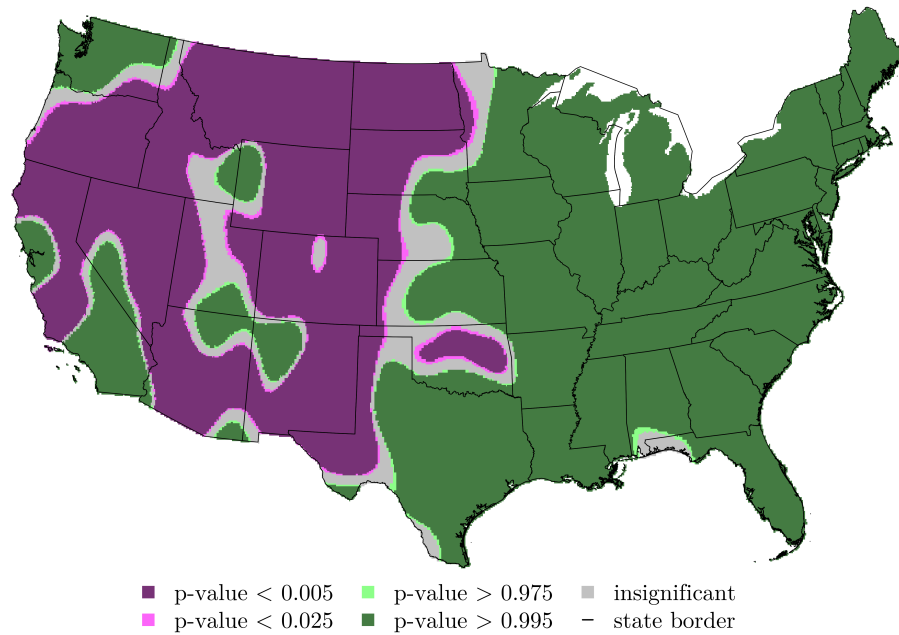 p-value < 0.005
p-value > 0.975
insignificant
p-value < 0.025
p-value > 0.995
state border